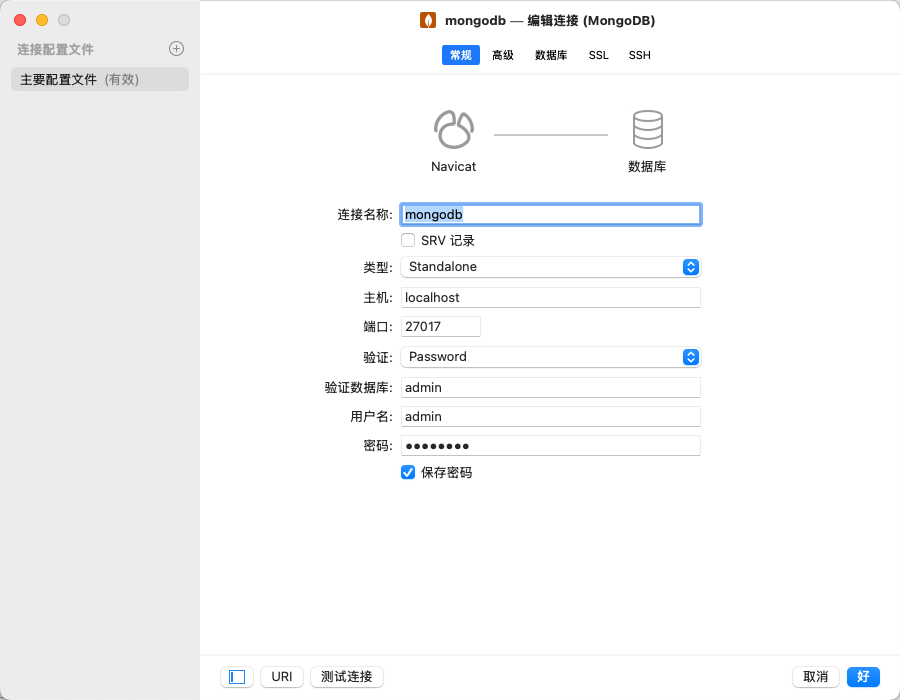 mongodb — 编辑连接 (MongoDB)
连接配置文件
主要配置文件 (有效)
常规 高级 数据库 SSL SSH
Navicat 数据库
连接名称: mongodb
SRV 记录
类型: Standalone
主机: localhost
端口: 27017
验证: Password
验证数据库: admin
用户名: admin
密码: ●●●●●●●●
保存密码
URI 测试连接 取消 好